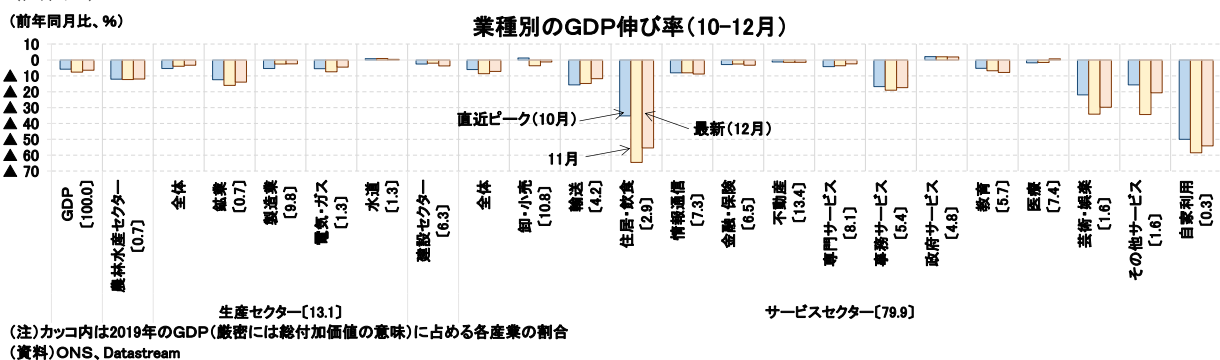 （前年同月比、％）
業種別のGDP伸び率（10-12月）
10
0
▲ 10
▲ 20
▲ 30
▲ 40
▲ 50
▲ 60
▲ 70
直近ピーク（10月）
最新（12月）
11月
GDP
[100.0]
農林水産セクター
[0.7]
全体
鉱業
[0.7]
製造業
[9.8]
電気・ガス
[1.3]
水道
[1.3]
建設セクター
[6.3]
全体
卸・小売
[10.8]
輸送
[4.2]
住居・飲食
[2.9]
情報通信
[7.3]
金融・保険
[6.5]
不動産
[13.4]
専門サービス
[8.1]
事務サービス
[5.4]
政府サービス
[4.8]
教育
[5.7]
医療
[7.4]
芸術・娯楽
[1.6]
その他サービス
[1.6]
自家利用
[0.3]
生産セクター[13.1]
サービスセクター[79.9]
（注）カッコ内は2019年のGDP（厳密には総付加価値の意味）に占める各産業の割合
（資料）ONS、Datastream